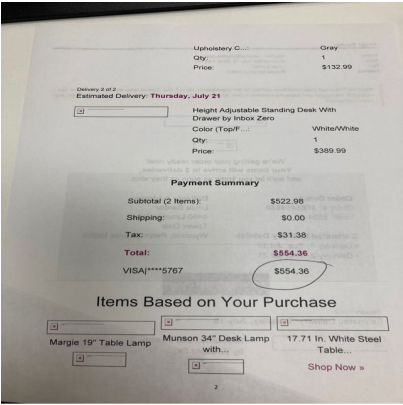 Upholstery C...: Gray
Qty: 1
Price: $132.99
Delivery 2 of 2
Estimated Delivery: Thursday, July 21
Height Adjustable Standing Desk With
Drawer by Inbox Zero
Color (Top/F...: White/White
Qty: 1
Price: $389.99
Payment Summary
Subtotal (2 Items): $522.98
Shipping: $0.00
Tax: $31.38
Total: $554.36
VISA|****5767 $554.36
Items Based on Your Purchase
Margie 19" Table Lamp
Munson 34" Desk Lamp
with...
17.71 In. White Steel
Table...
Shop Now »
2